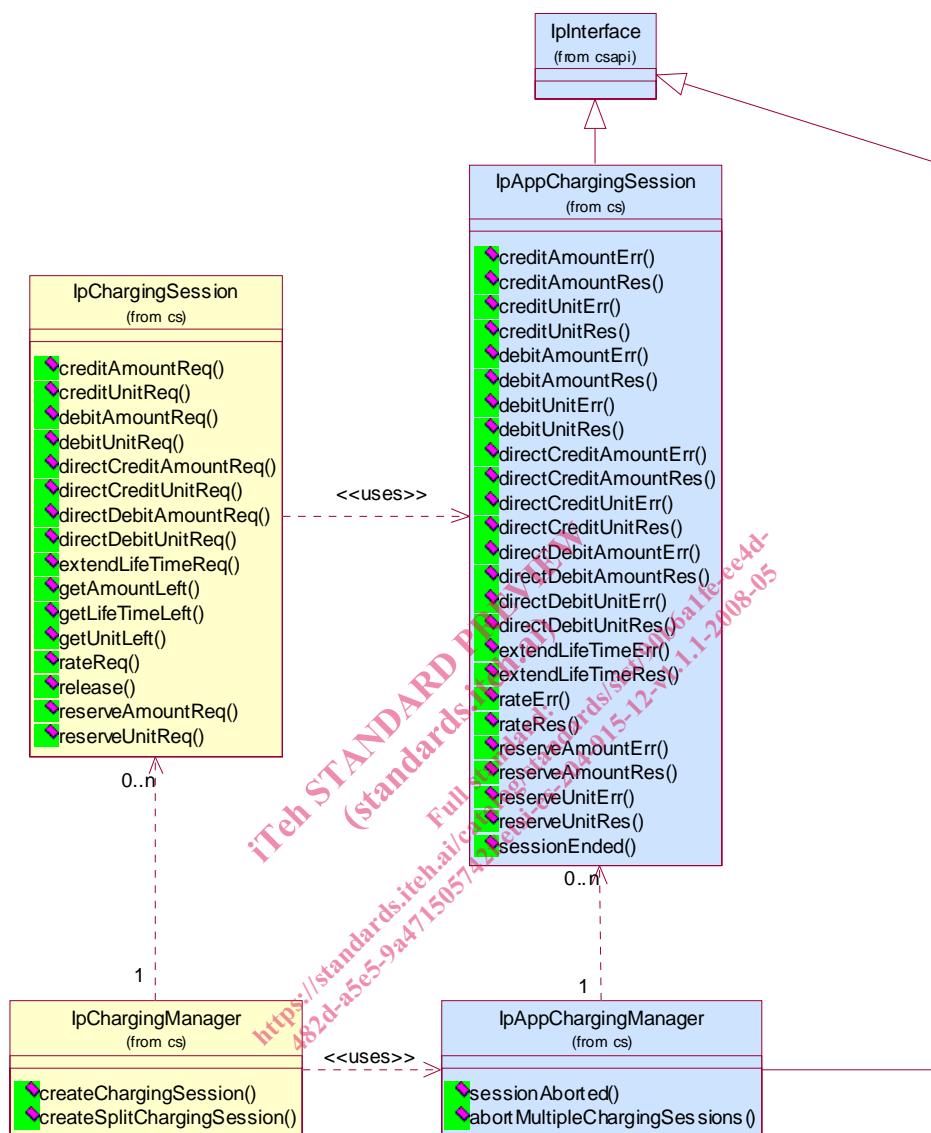 IpInterface
(from csapi)
IpAppChargingSession
(from cs)
creditAmountErr()
creditAmountRes()
creditUnitErr()
creditUnitRes()
debitAmountErr()
debitAmountRes()
debitUnitErr()
debitUnitRes()
directCreditAmountErr()
directCreditAmountRes()
directCreditUnitErr()
directCreditUnitRes()
directDebitAmountErr()
directDebitAmountRes()
directDebitUnitErr()
directDebitUnitRes()
extendLifeTimeErr()
extendLifeTimeRes()
rateErr()
rateRes()
reserveAmountErr()
reserveAmountRes()
reserveUnitErr()
reserveUnitRes()
sessionEnded()
IpChargingSession
(from cs)
creditAmountReq()
creditUnitReq()
debitAmountReq()
debitUnitReq()
directCreditAmountReq()
directCreditUnitReq()
directDebitAmountReq()
directDebitUnitReq()
extendLifeTimeReq()
getAmountLeft()
getLifeTimeLeft()
getUnitLeft()
rateReq()
release()
reserveAmountReq()
reserveUnitReq()
<<uses>>
0..n
0..n
1
1
IpChargingManager
(from cs)
createChargingSession()
createSplitChargingSession()
<<uses>>
IpAppChargingManager
(from cs)
sessionAborted()
abortMultipleChargingSessions()
iTeh STANDARD PREVIEW
(standards.iteh.ai)
Full standard: